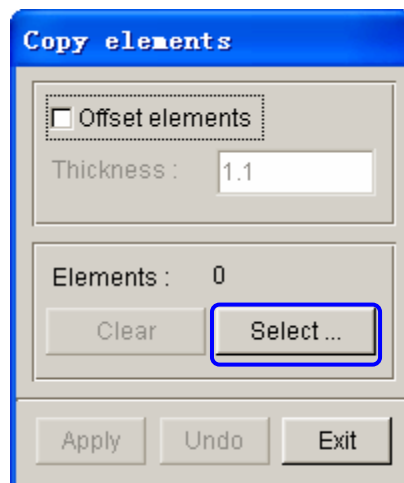 Copy elements
Offset elements
Thickness : 1.1
Elements : 0
Clear Select ...
Apply Undo Exit